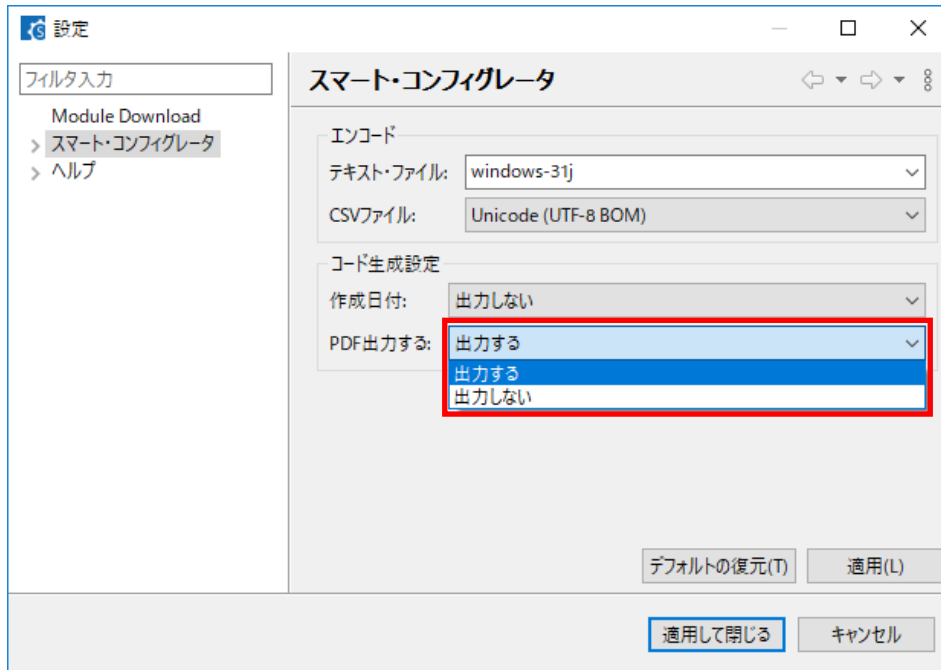 設定
フィルタ入力
Module Download
スマート・コンフィグレータ
ヘルプ
スマート・コンフィグレータ
エンコード
テキスト・ファイル:
windows-31j
CSVファイル:
Unicode (UTF-8 BOM)
コード生成設定
作成日付:
出力しない
PDF出力する:
出力する
出力する
出力しない
デフォルトの復元(T)
適用(L)
適用して閉じる
キャンセル